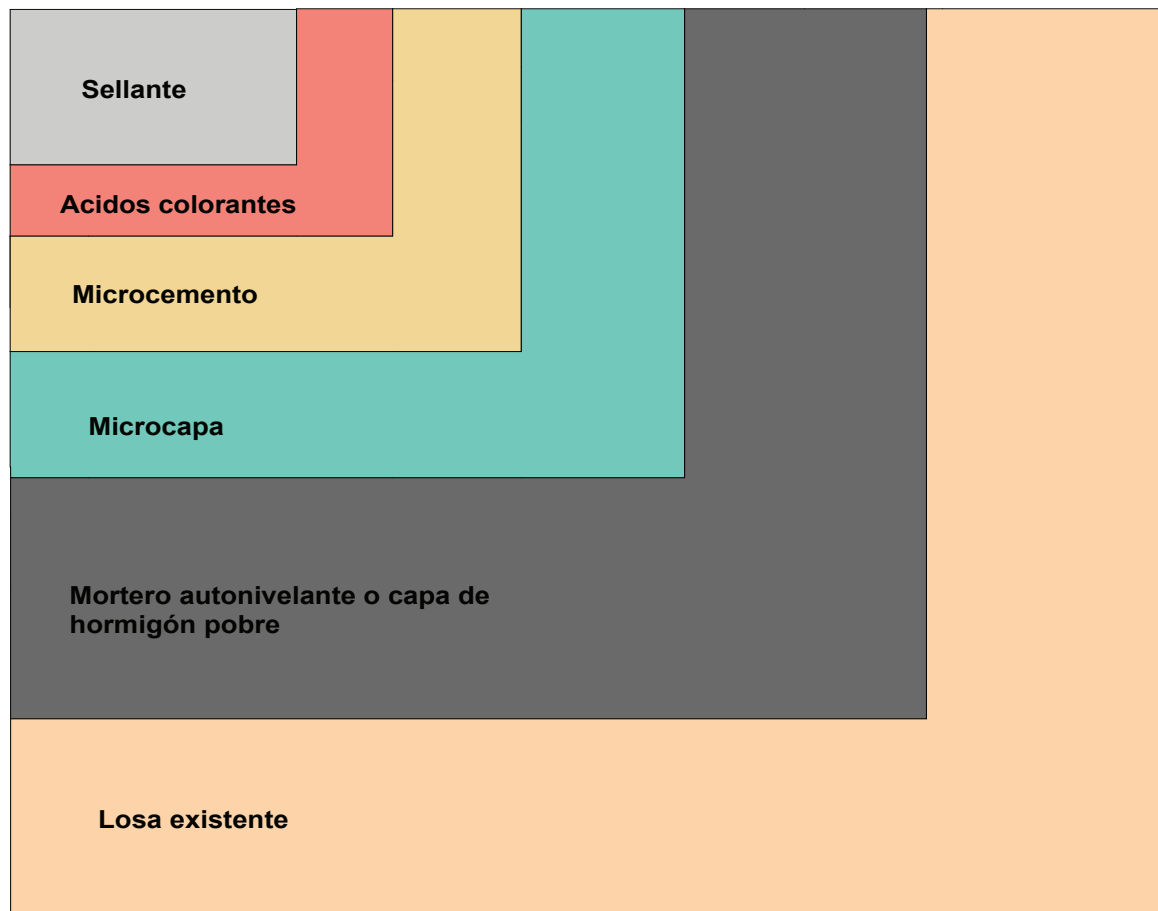 Sellante
Acidos colorantes
Microcemento
Microcapa
Mortero autonivelante o capa de
hormigón pobre
Losa existente